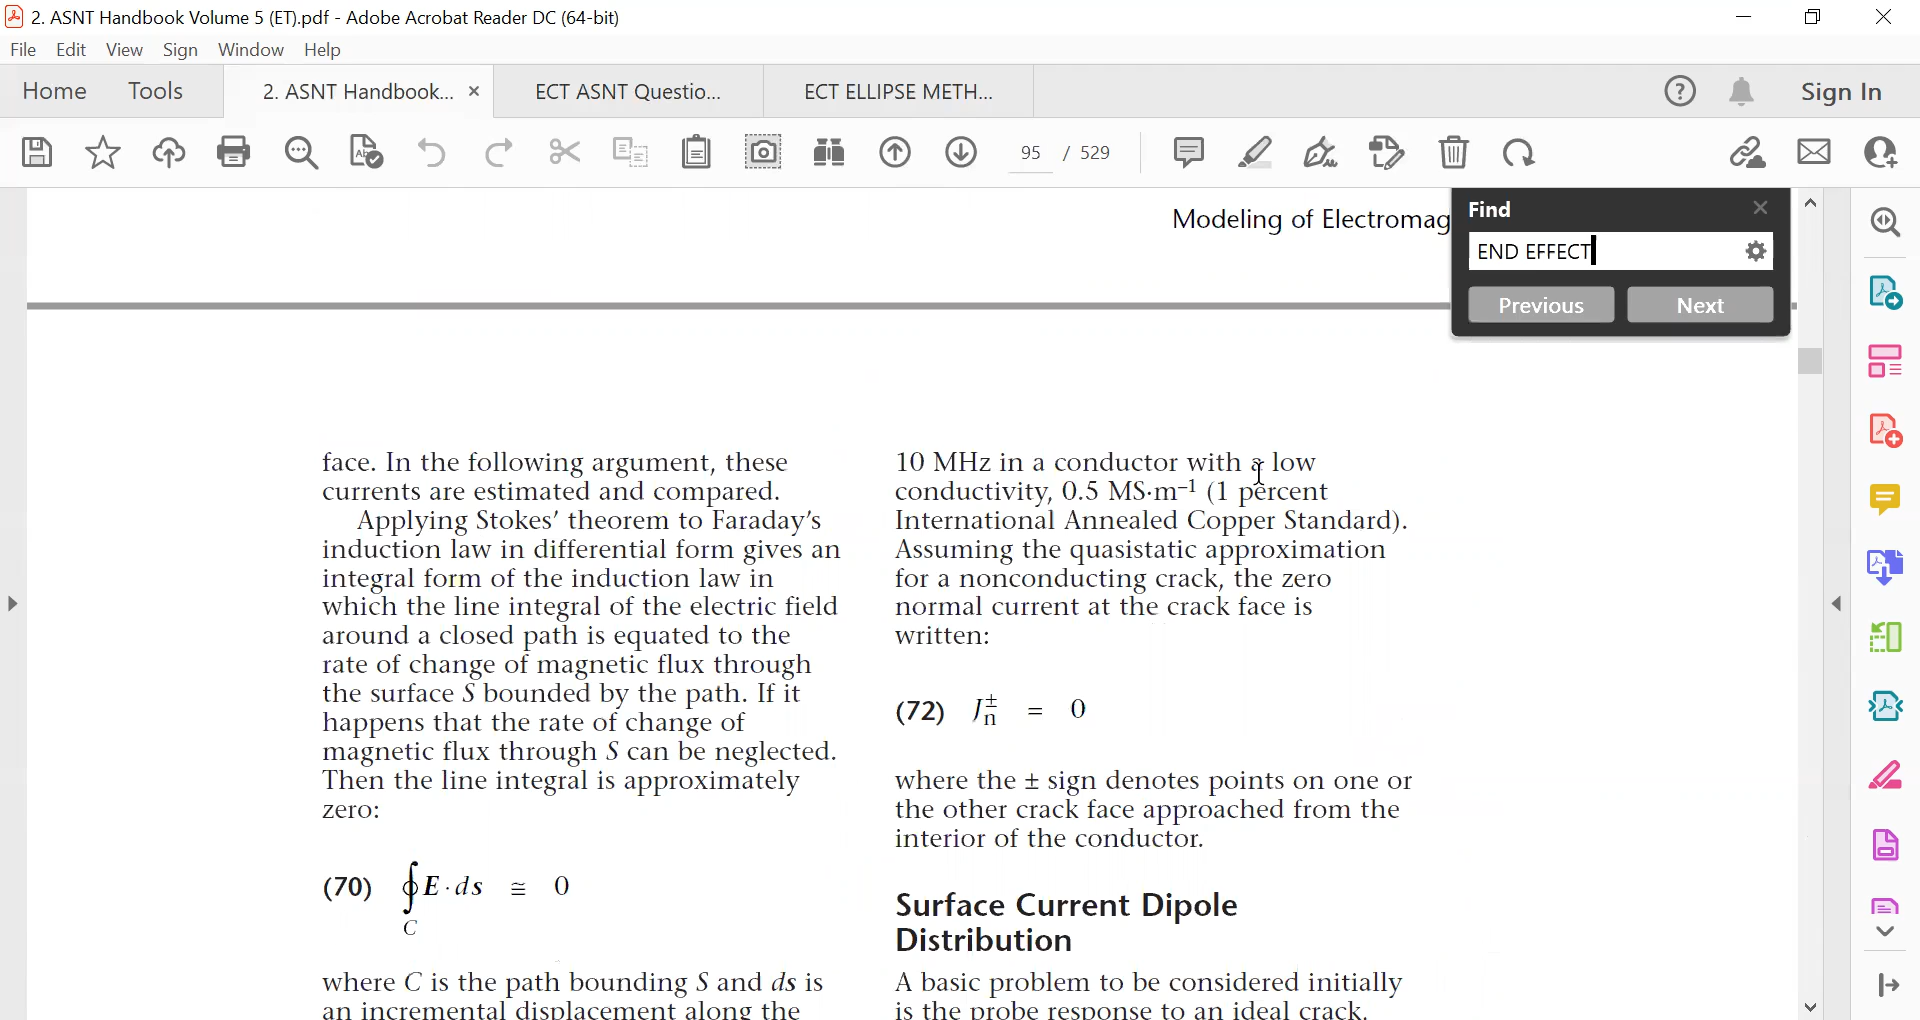 2. ASNT Handbook Volume 5 (ET).pdf - Adobe Acrobat Reader DC (64-bit)
File Edit View Sign Window Help
Home Tools 2. ASNT Handbook... × ECT ASNT Questio... ECT ELLIPSE METH... Sign In
95 / 529
Modeling of Electromag
Find
END EFFECT
Previous Next
face. In the following argument, these
currents are estimated and compared.
Applying Stokes’ theorem to Faraday’s
induction law in differential form gives an
integral form of the induction law in
which the line integral of the electric field
around a closed path is equated to the
rate of change of magnetic flux through
the surface S bounded by the path. If it
happens that the rate of change of
magnetic flux through S can be neglected.
Then the line integral is approximately
zero:
(70) ∮E · ds ≅ 0
C
where C is the path bounding S and ds is
an incremental displacement along the
10 MHz in a conductor with a low
conductivity, 0.5 MS·m⁻¹ (1 percent
International Annealed Copper Standard).
Assuming the quasistatic approximation
for a nonconducting crack, the zero
normal current at the crack face is
written:
(72) Jₙ± = 0
where the ± sign denotes points on one or
the other crack face approached from the
interior of the conductor.
Surface Current Dipole
Distribution
A basic problem to be considered initially
is the probe response to an ideal crack.